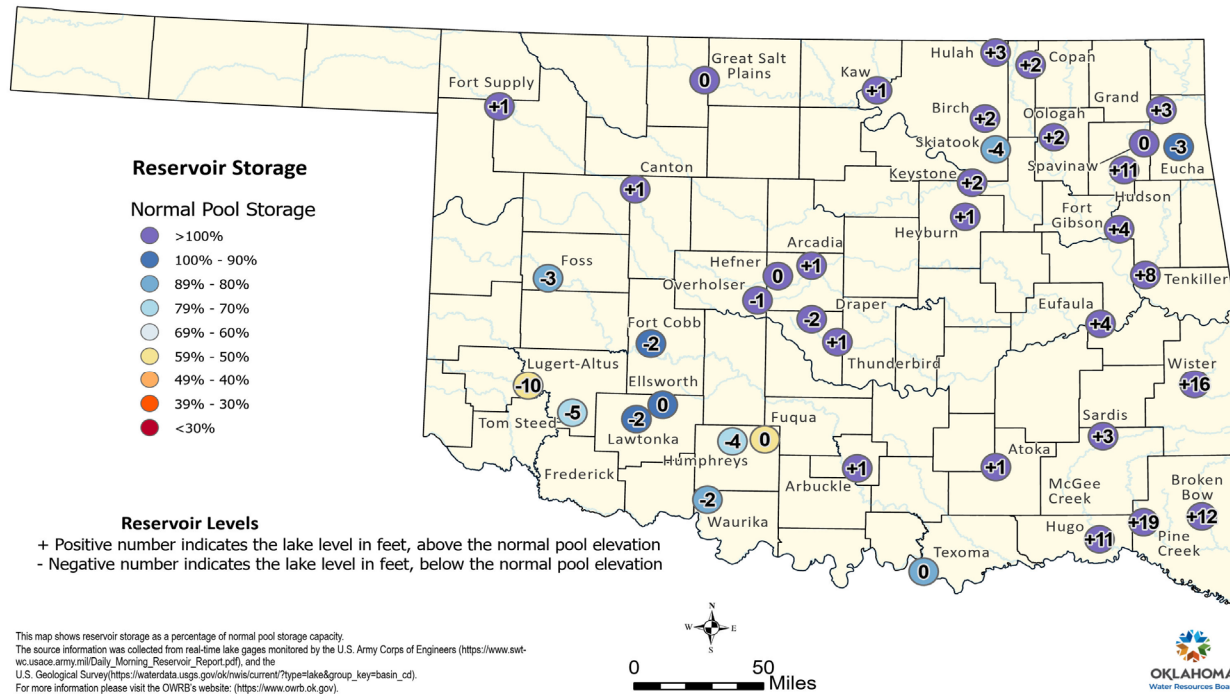 Hulah
+3
Copan
+2
Great Salt
Plains
0
Kaw
+1
Fort Supply
+1
Grand
+3
Birch
+2
Oologah
+2
Skiatook
-4
Spavinaw
0
-3
Eucha
Canton
+1
Keystone
+2
+11
Hudson
Heyburn
+1
Fort
Gibson
+4
Reservoir Storage
Normal Pool Storage
>100%
100% - 90%
89% - 80%
79% - 70%
69% - 60%
59% - 50%
49% - 40%
39% - 30%
<30%
Foss
-3
Hefner
0
Arcadia
+1
Overholser
-1
+8
Tenkiller
Draper
-2
+1
Thunderbird
Eufaula
+4
Fort Cobb
-2
Lugert-Altus
-10
Ellsworth
0
Wister
+16
Tom Steed
-5
-2
Lawtonka
Fuqua
0
-4
Humphreys
Sardis
+3
Frederick
Arbuckle
+1
Atoka
+1
McGee
Creek
Broken
Bow
+12
-2
Waurika
Hugo
+11
+19
Pine
Creek
Texoma
0
Reservoir Levels
+ Positive number indicates the lake level in feet, above the normal pool elevation
- Negative number indicates the lake level in feet, below the normal pool elevation
N
W
E
S
0
50
Miles
This map shows reservoir storage as a percentage of normal pool storage capacity.
The source information was collected from real-time lake gages monitored by the U.S. Army Corps of Engineers (https://www.swt-
wc.usace.army.mil/Daily_Morning_Reservoir_Report.pdf), and the
U.S. Geological Survey(https://waterdata.usgs.gov/ok/nwis/current/?type=lake&group_key=basin_cd).
For more information please visit the OWRB's website: (https://www.owrb.ok.gov).
OKLAHOMA
Water Resources Boa